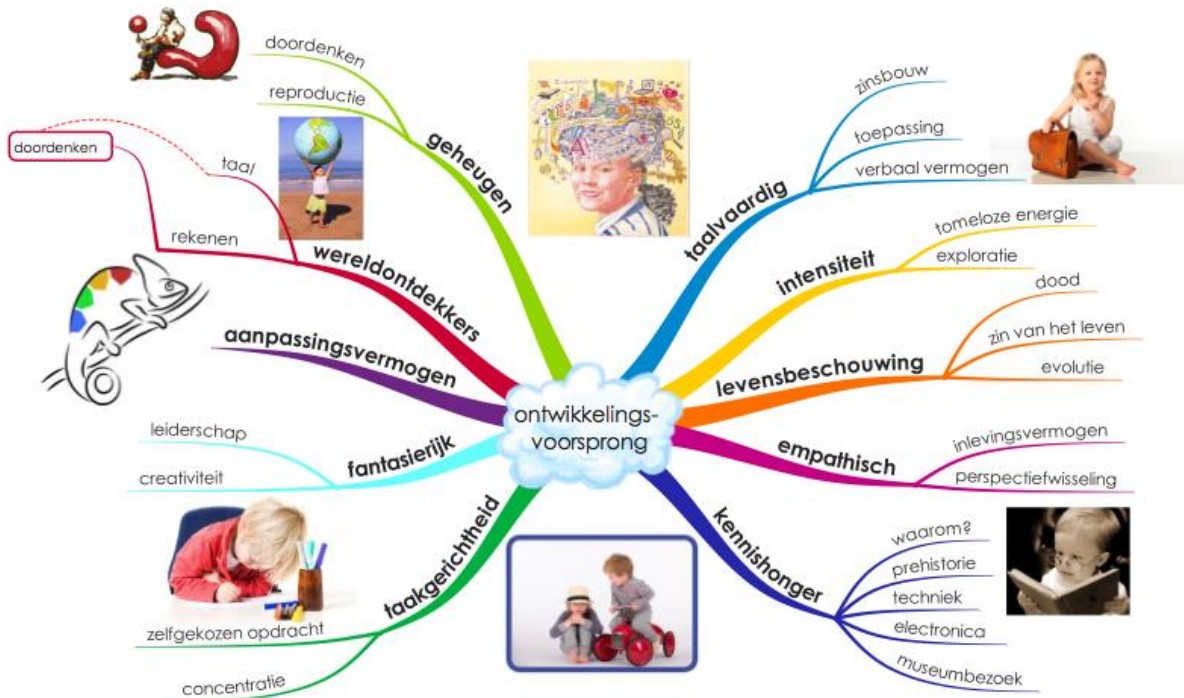 doordenken
reproductie
geheugen
doordenken
taal
rekenen
wereldontdekkers
aanpassingsvermogen
leiderschap
creativiteit
fantasierijk
zelfgekozen opdracht
concentratie
taakgerichtheid
ontwikkelings-
voorsprong
zinsbouw
toepassing
verbaal vermogen
taalvaardig
tomeloze energie
exploratie
intensiteit
dood
zin van het leven
evolutie
levensbeschouwing
inlevingsvermogen
perspectiefwisseling
empathisch
waarom?
prehistorie
techniek
electronica
museumbezoek
kennishonger